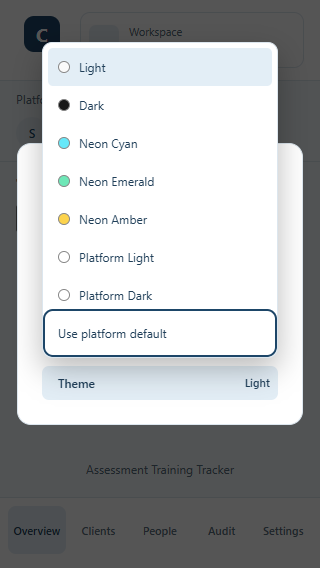 C
Workspace
Platfo
S
Light
Dark
Neon Cyan
Neon Emerald
Neon Amber
Platform Light
Platform Dark
Use platform default
Theme Light
Assessment Training Tracker
Overview Clients People Audit Settings